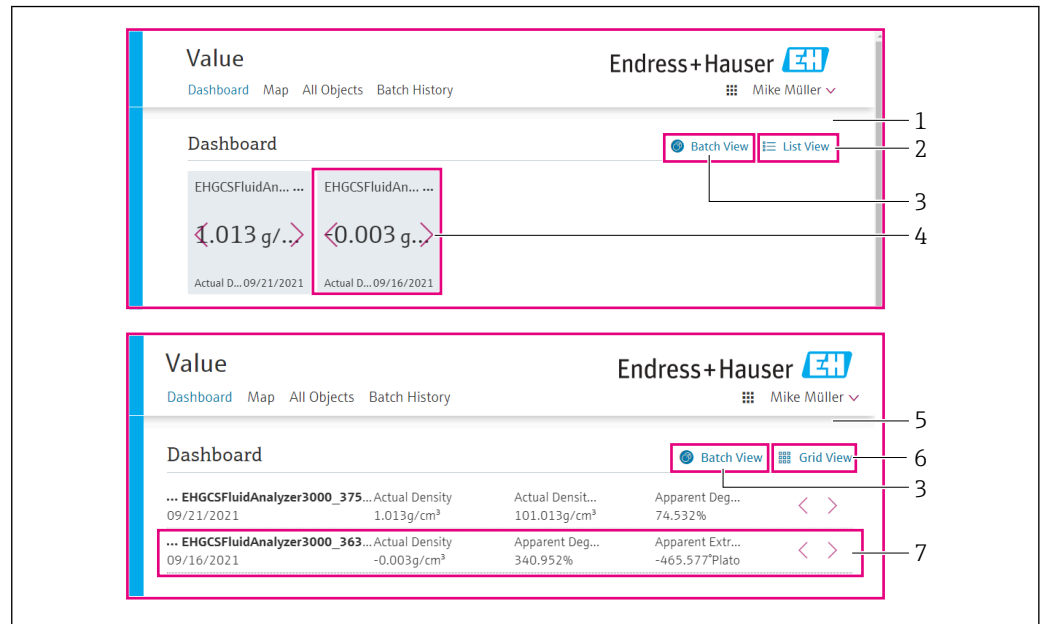 Value
Endress+Hauser EH
Dashboard Map All Objects Batch History
Mike Müller
1
Dashboard
Batch View
List View
2
3
EHGCSFluidAn... ...
EHGCSFluidAn... ...
1.013 g/...
-0.003 g...
4
Actual D... 09/21/2021
Actual D... 09/16/2021
Value
Endress+Hauser EH
Dashboard Map All Objects Batch History
Mike Müller
5
Dashboard
Batch View
Grid View
6
3
... EHGCSFluidAnalyzer3000_375... Actual Density Actual Densit... Apparent Deg...
09/21/2021 1.013g/cm³ 101.013g/cm³ 74.532%
... EHGCSFluidAnalyzer3000_363... Actual Density Apparent Deg... Apparent Extr...
09/16/2021 -0.003g/cm³ 340.952% -465.577°Plato
7